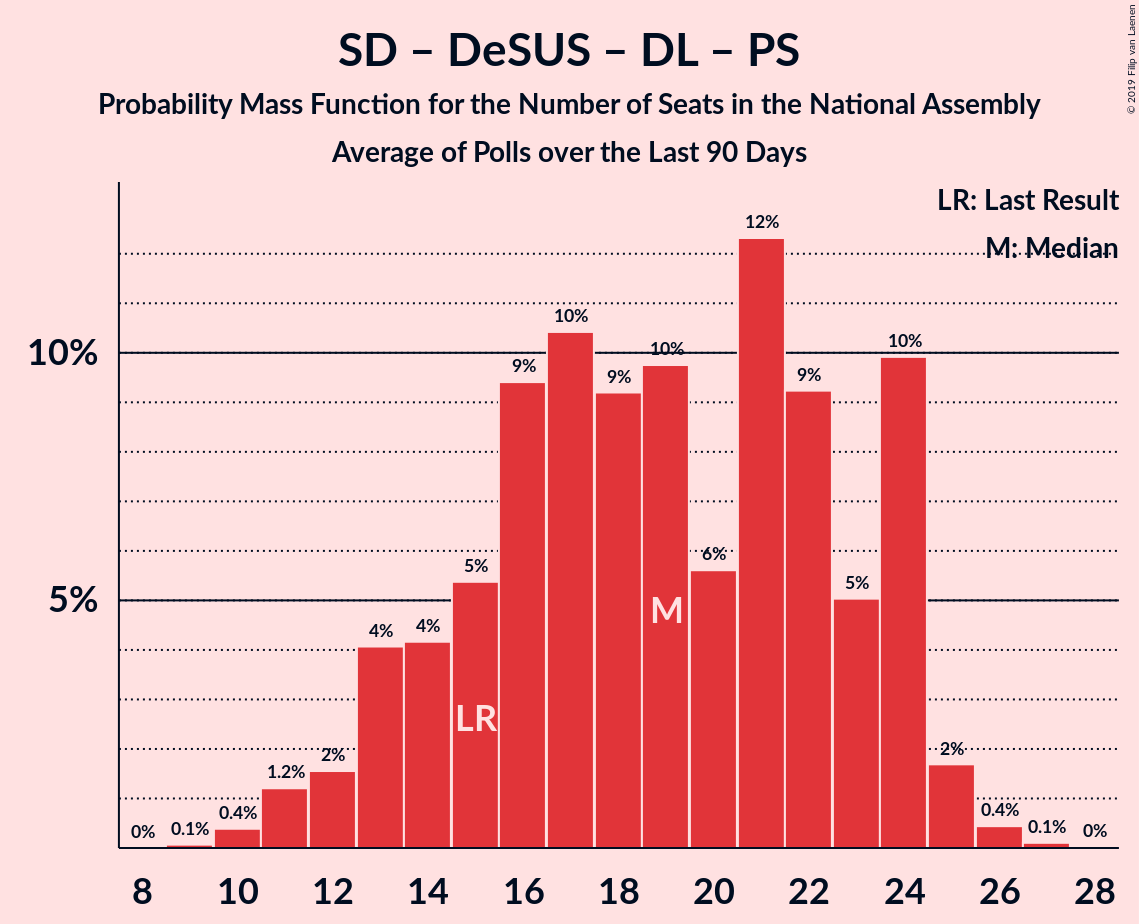 SD – DeSUS – DL – PS
Probability Mass Function for the Number of Seats in the National Assembly
Average of Polls over the Last 90 Days
© 2019 Filip van Laenen
LR: Last Result
M: Median
10%
5%
0%
0.1%
0.4%
1.2%
2%
4%
4%
5%
9%
10%
9%
10%
6%
12%
9%
5%
10%
2%
0.4%
0.1%
0%
LR
M
8 10 12 14 16 18 20 22 24 26 28